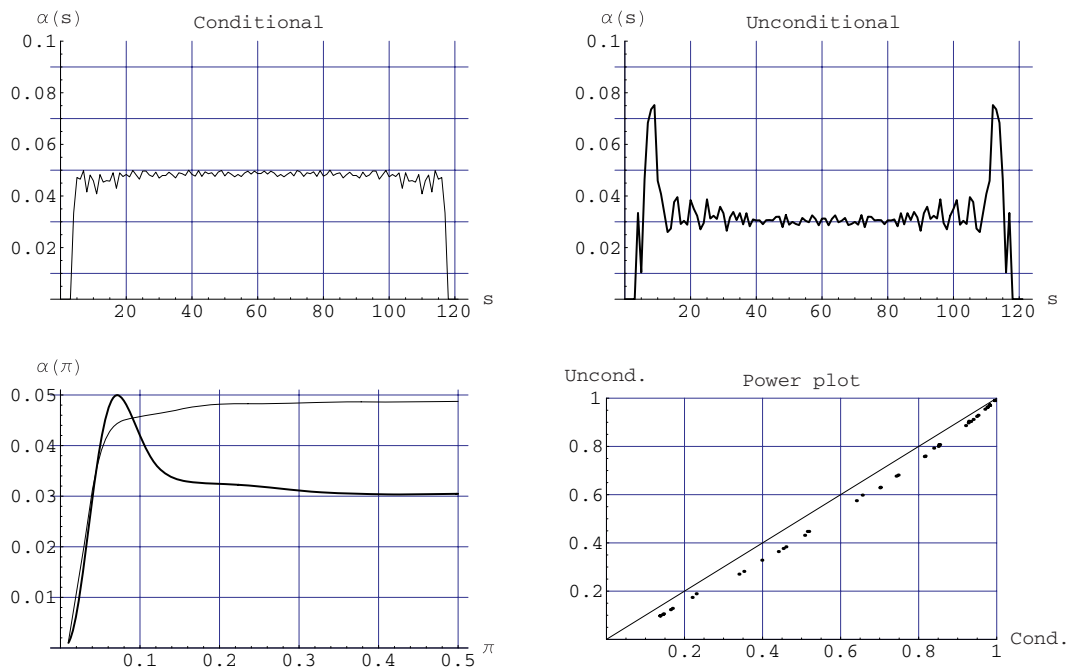 α(s)
Conditional
0.1
0.08
0.06
0.04
0.02
20 40 60 80 100 120 s
α(s)
Unconditional
0.1
0.08
0.06
0.04
0.02
20 40 60 80 100 120 s
α(π)
0.05
0.04
0.03
0.02
0.01
0.1 0.2 0.3 0.4 0.5 π
Uncond.
Power plot
1
0.8
0.6
0.4
0.2
0.2 0.4 0.6 0.8 1 Cond.